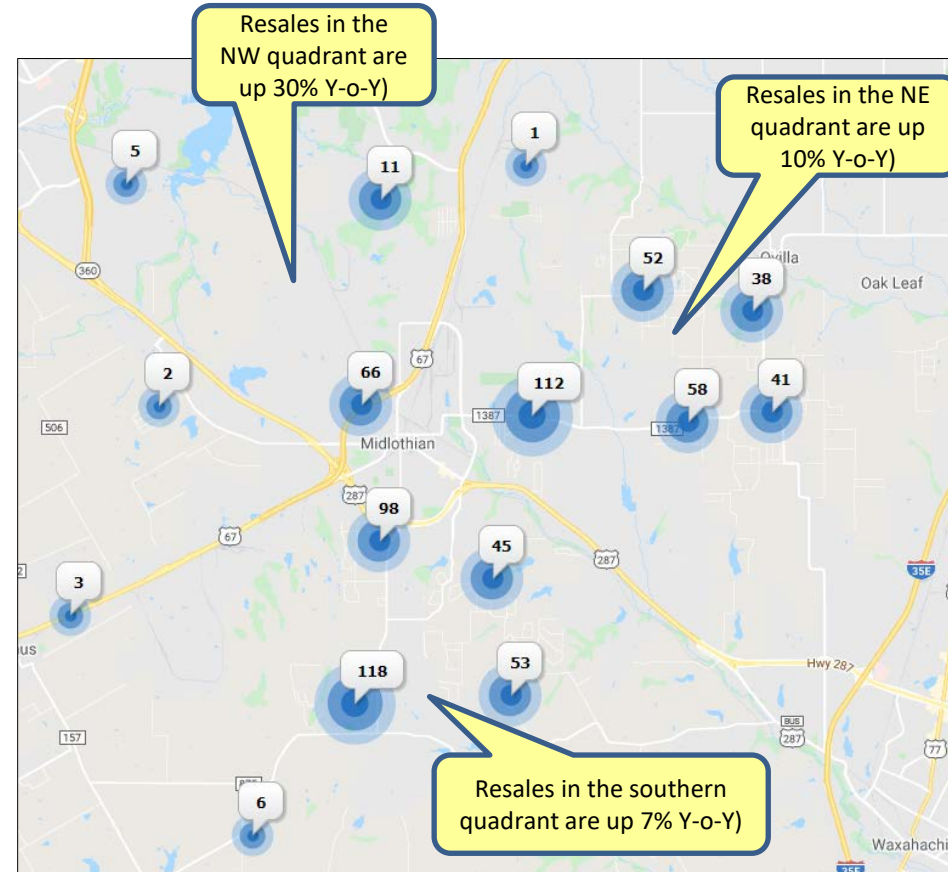 Resales in the
NW quadrant are
up 30% Y-o-Y)
Resales in the NE
quadrant are up
10% Y-o-Y)
5
11
1
52
Ovilla
38
Oak Leaf
360
67
2
66
112
58
41
506
1387
1387
Midlothian
287
98
67
45
287
35E
3
us
Hwy 287
118
53
BUS
287
77
157
6
Resales in the southern
quadrant are up 7% Y-o-Y)
Waxahachi
35E